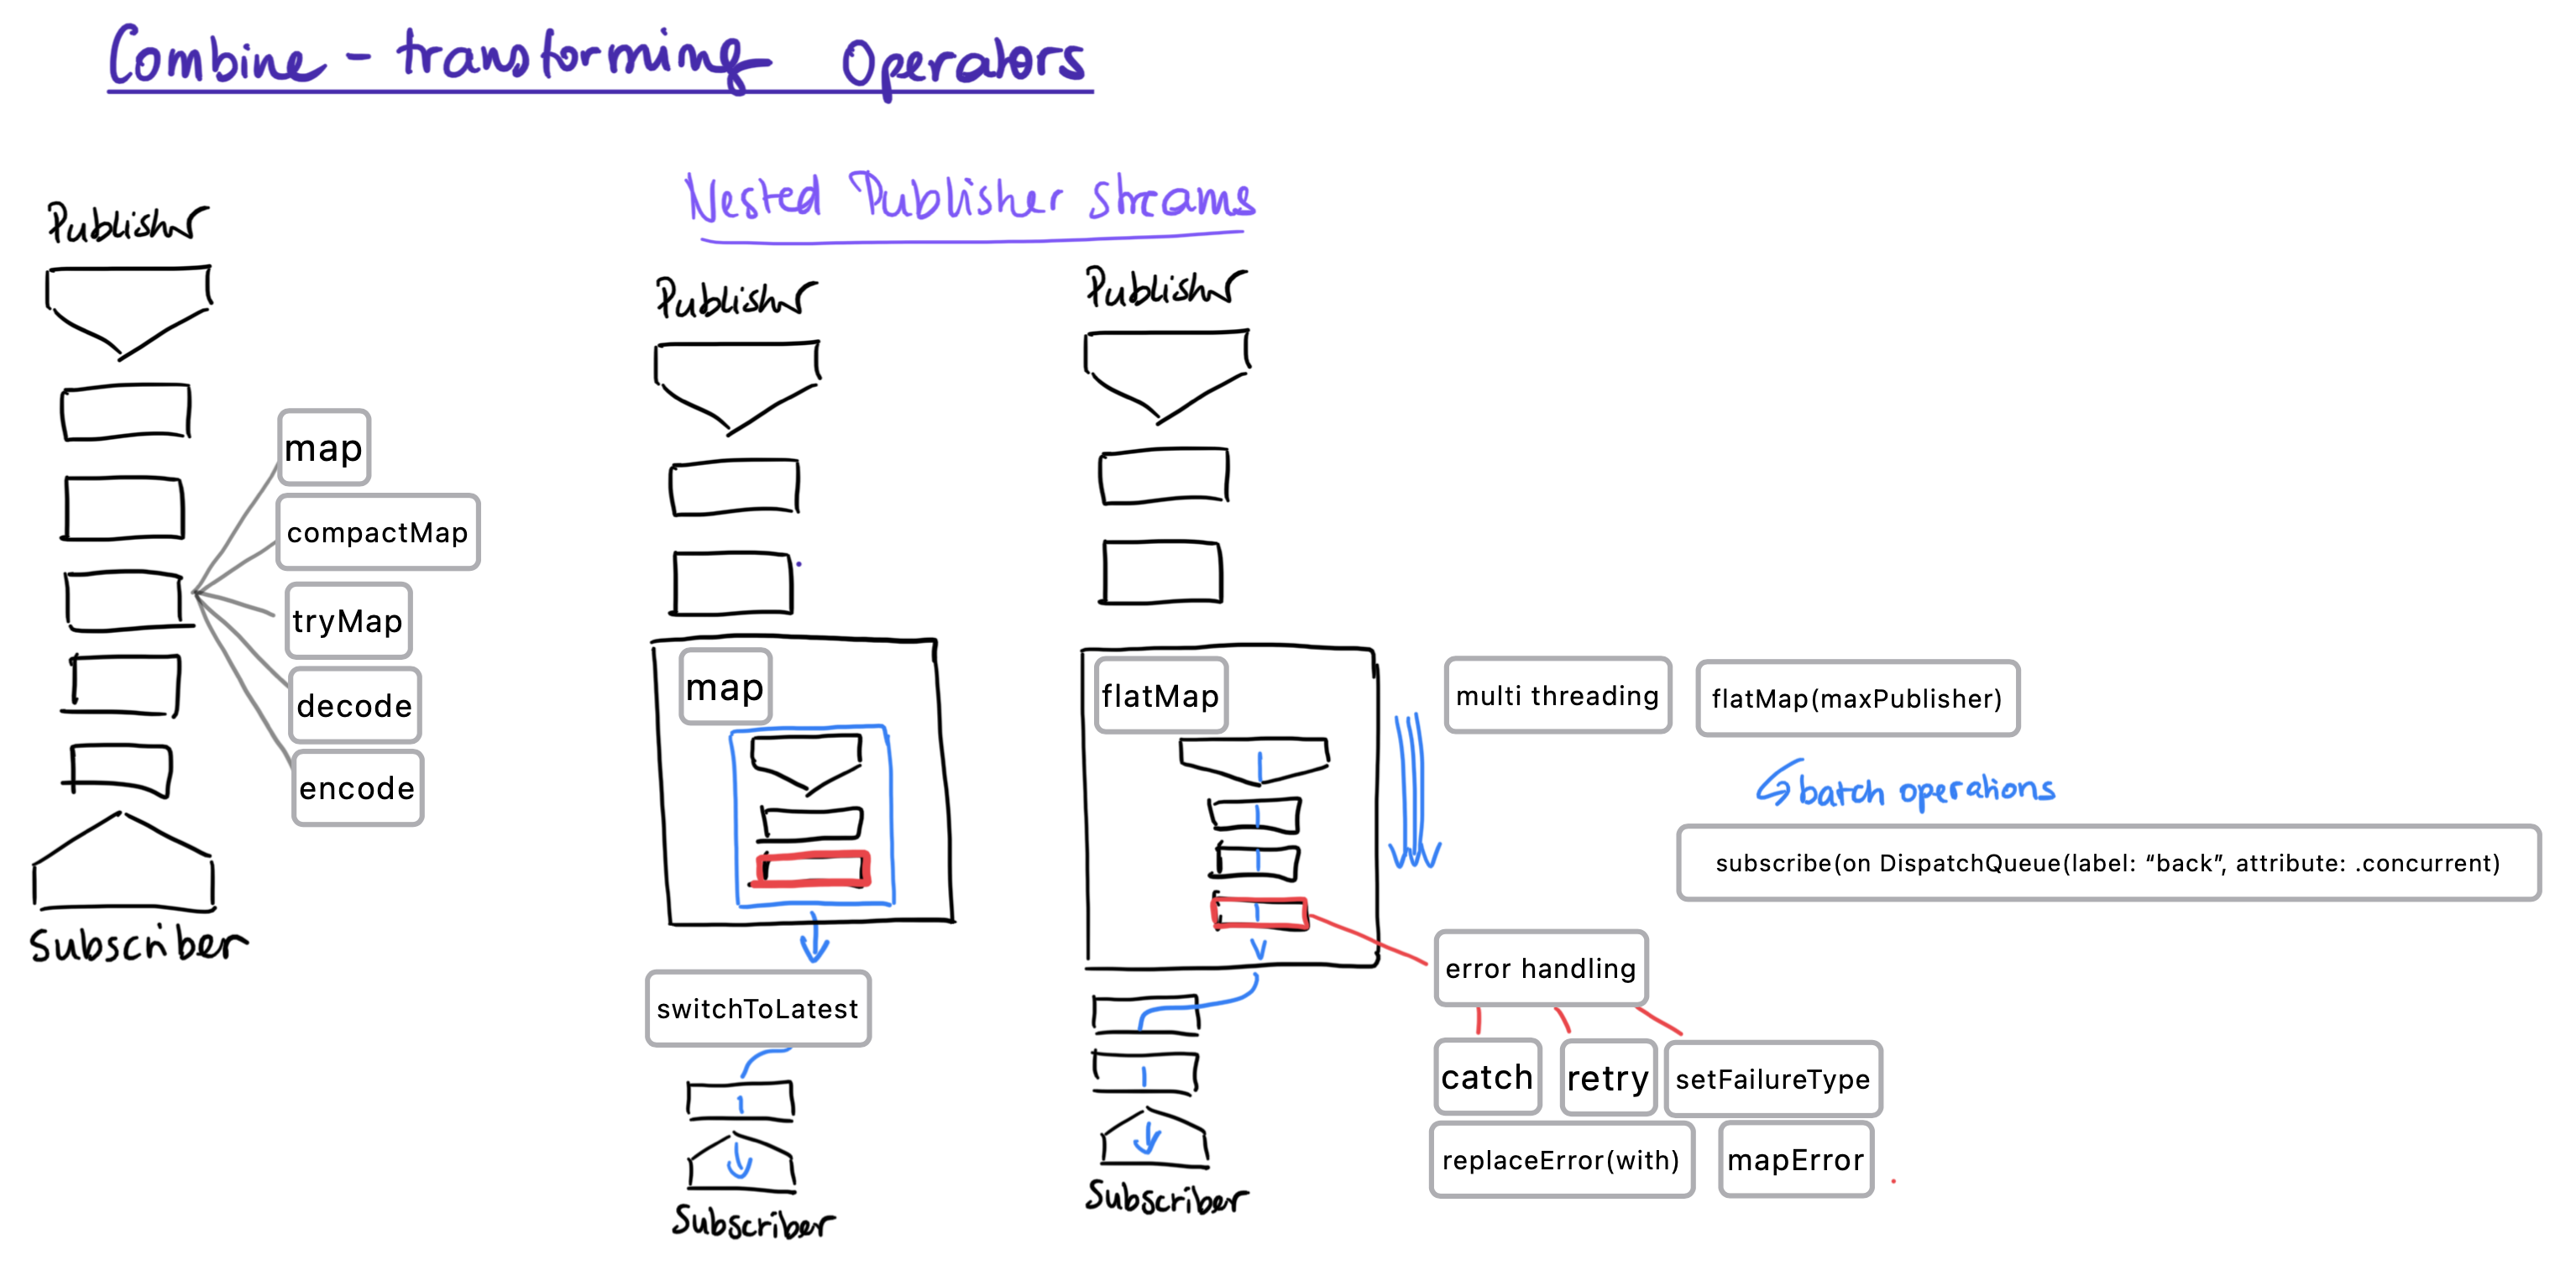 Combine - transforming Operators
Nested Publisher streams
Publisher
map
compactMap
tryMap
decode
encode
Subscriber
Publisher
map
switchToLatest
Subscriber
Publisher
flatMap
multi threading
flatMap(maxPublisher)
batch operations
subscribe(on DispatchQueue(label: “back”, attribute: .concurrent)
error handling
catch
retry
setFailureType
replaceError(with)
mapError
Subscriber